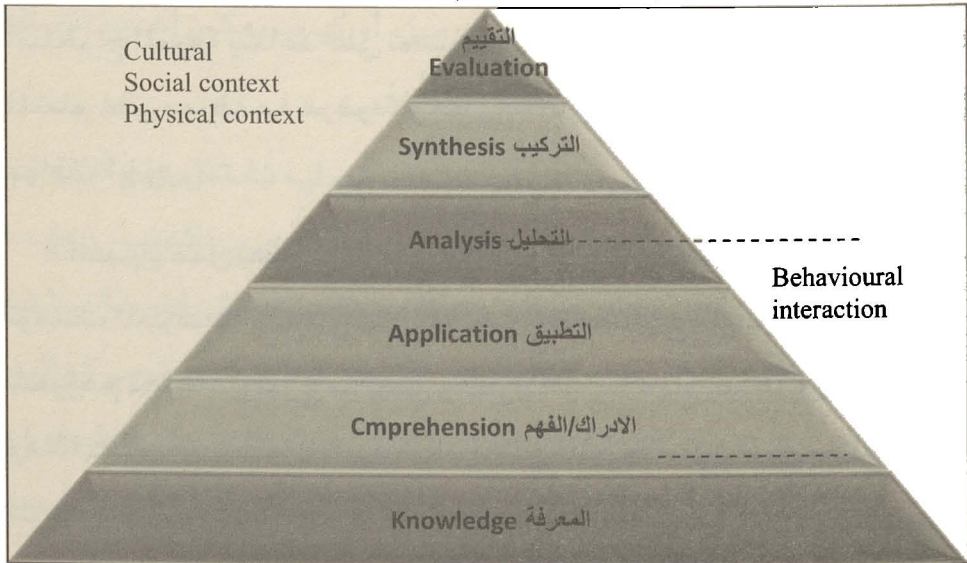 Cultural
Social context
Physical context
التقييم
Evaluation
Synthesis التركيب
Analysis التحليل
Behavioural
interaction
Application التطبيق
Cmprehension الادراك/الفهم
Knowledge المعرفة